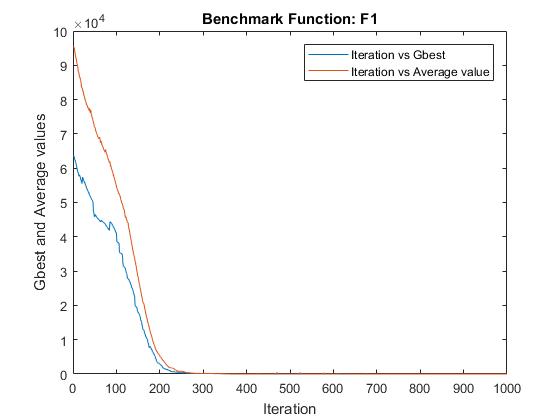 Benchmark Function: F1
×10^4
Iteration vs Gbest
Iteration vs Average value
10
9
8
7
6
5
4
3
2
1
0
Gbest and Average values
0 100 200 300 400 500 600 700 800 900 1000
Iteration